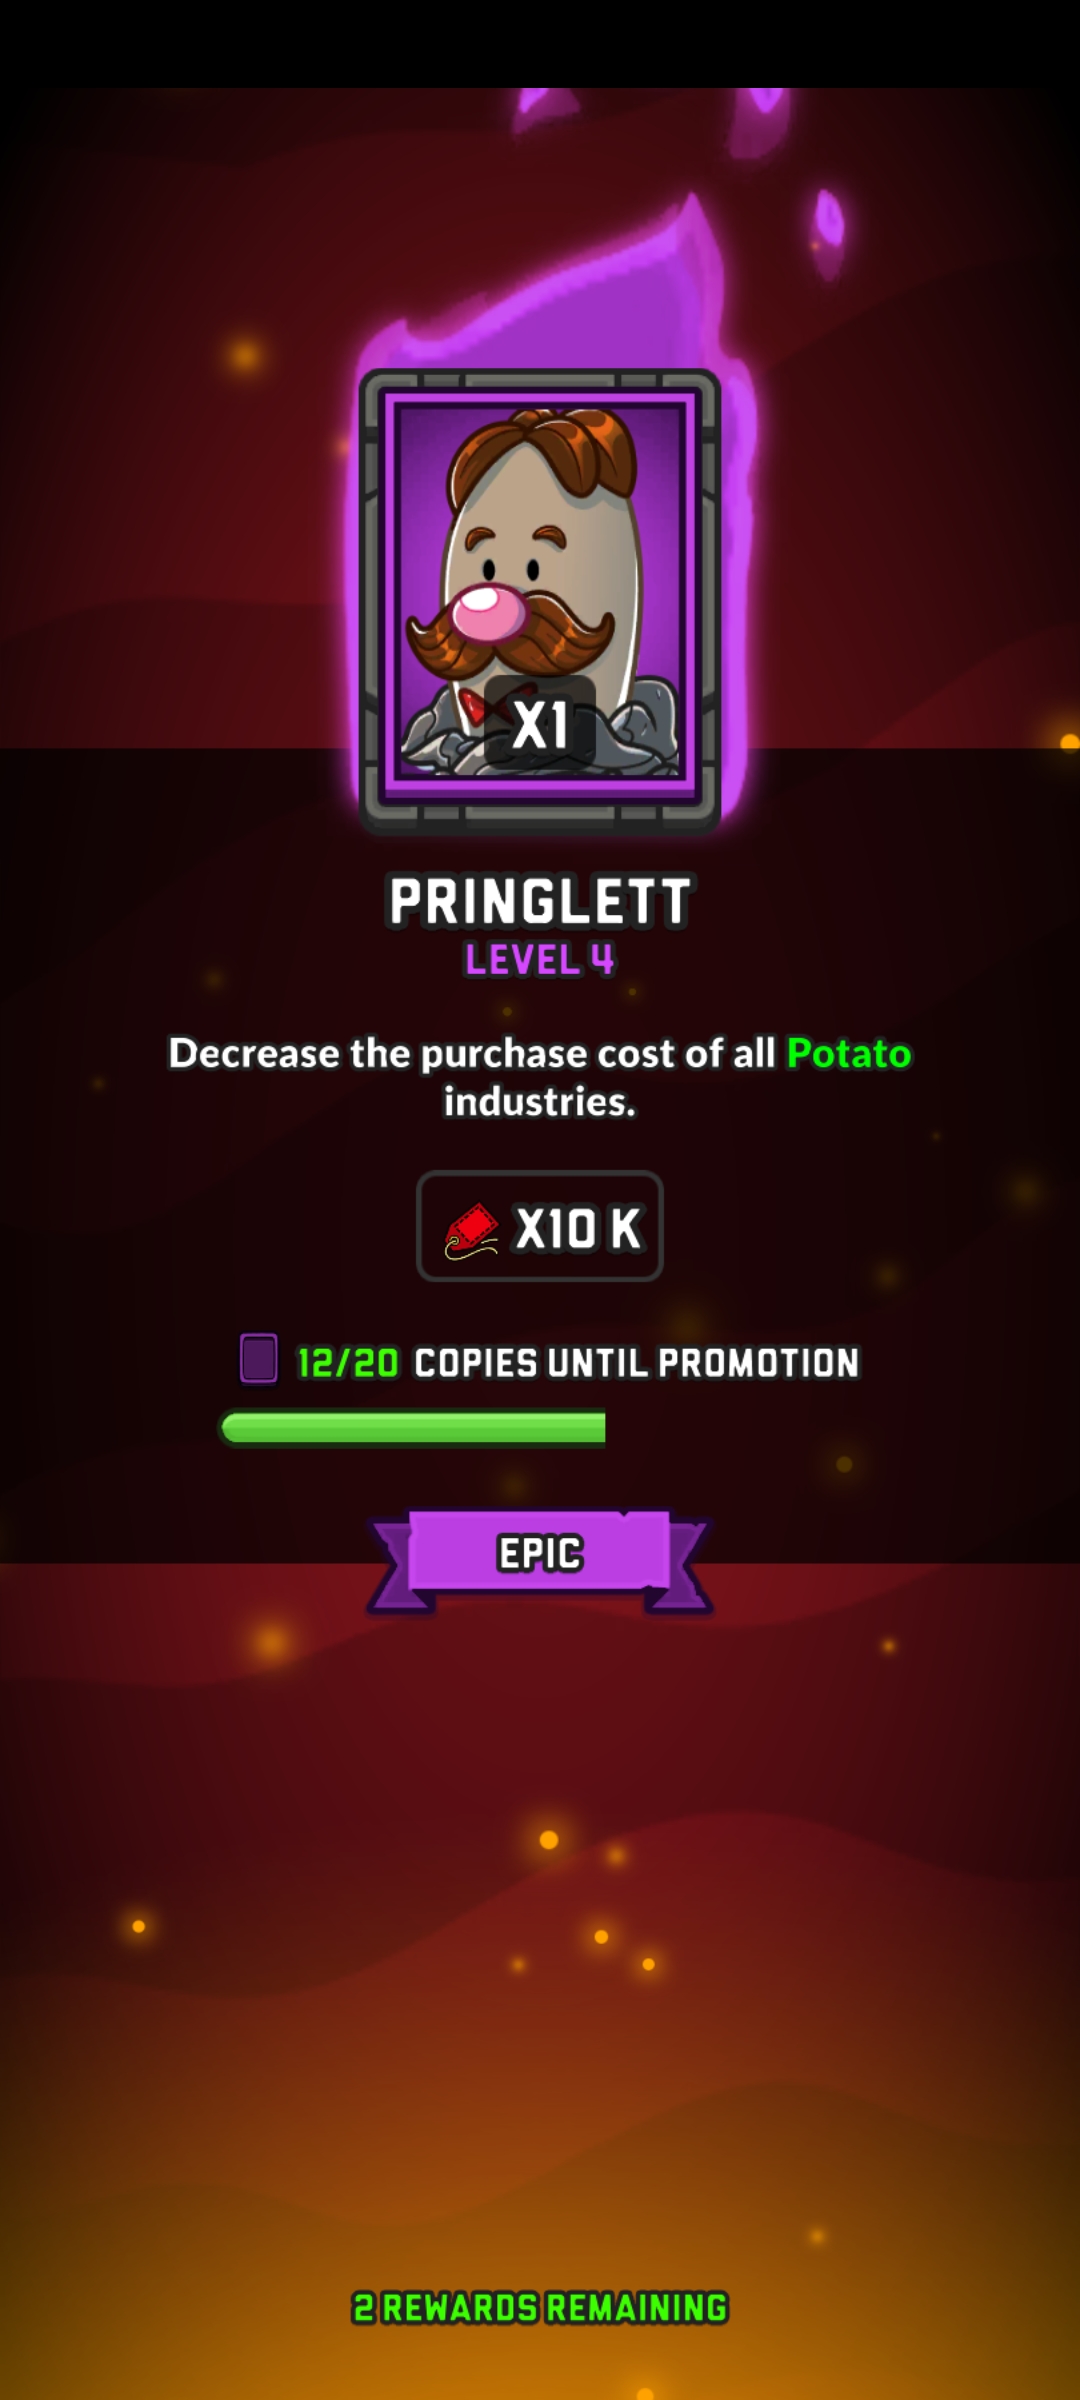 X1
PRINGLETT
LEVEL 4
Decrease the purchase cost of all Potato
industries.
X10 K
12/20 COPIES UNTIL PROMOTION
EPIC
2 REWARDS REMAINING